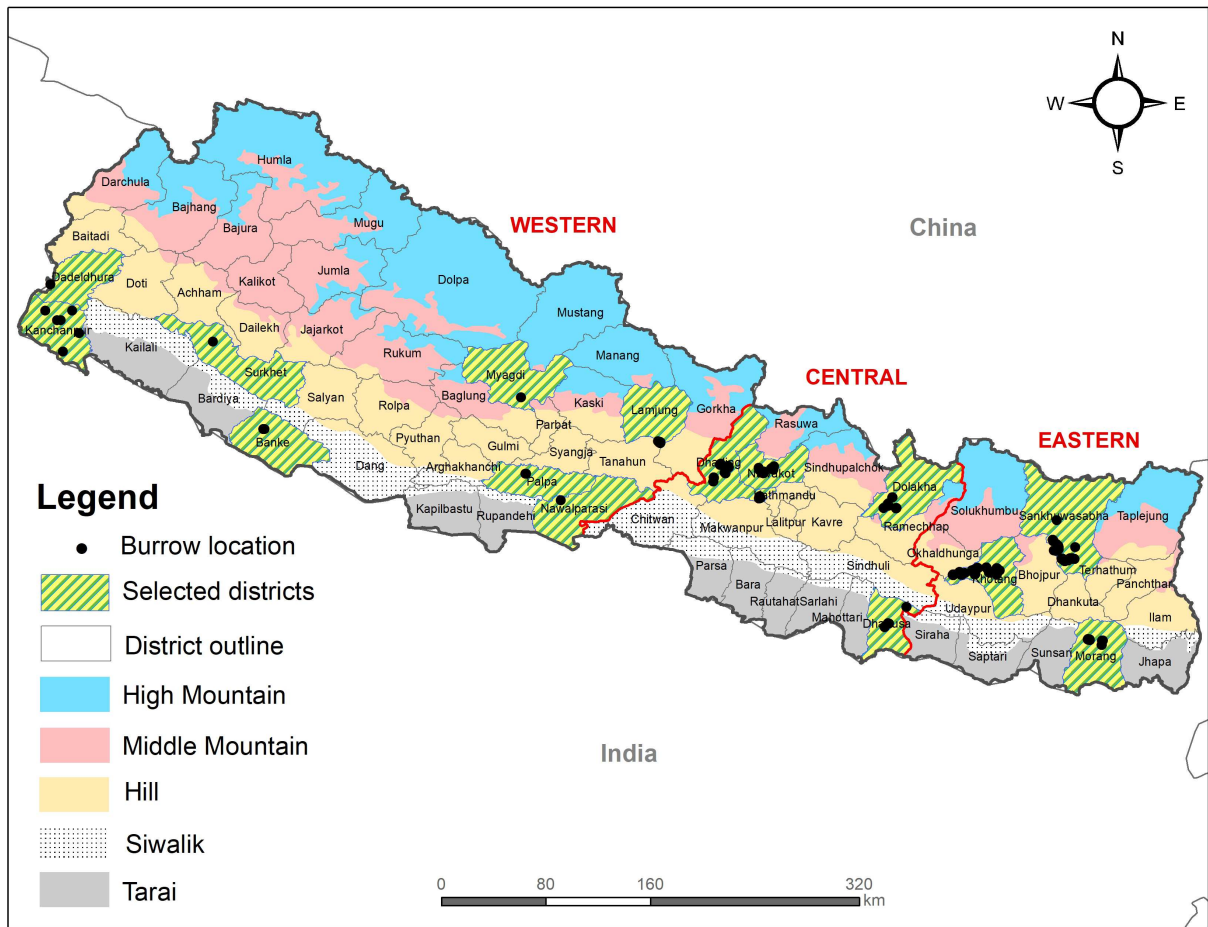 N
W
E
S
Humla
Darchula
Bajhang
WESTERN
China
Mugu
Bajura
Baitadi
Jumla
Dadeldhura
Doti
Kalikot
Dolpa
Achham
Mustang
Dailekh
Jajarkot
Kanchanpur
Kailali
Rukum
Manang
Surkhet
Myagdi
CENTRAL
Bardiya
Salyan
Rolpa
Baglung
Kaski
Lamjung
Gorkha
Rasuwa
Parbat
EASTERN
Banke
Pyuthan
Gulmi
Syangja
Tanahun
Dhading
Nuwakot
Sindhupalchok
Dang
Arghakhanchi
Palpa
Dolakha
Legend
Kathmandu
Kapilbastu
Rupandehi
Nawalparasi
Chitwan
Makwanpur
Lalitpur
Kavre
Ramechhap
Solukhumbu
Sankhuwasabha
Taplejung
Burrow location
Okhaldhunga
Khotang
Bhojpur
Terhathum
Panchthar
Parsa
Bara
Sindhuli
Selected districts
Rautahat
Sarlahi
Mahottari
Dhanusa
Udaypur
Dhankuta
Ilam
Siraha
Saptari
Sunsari
Morang
Jhapa
District outline
High Mountain
Middle Mountain
India
Hill
Siwalik
Tarai
0
80
160
320
km